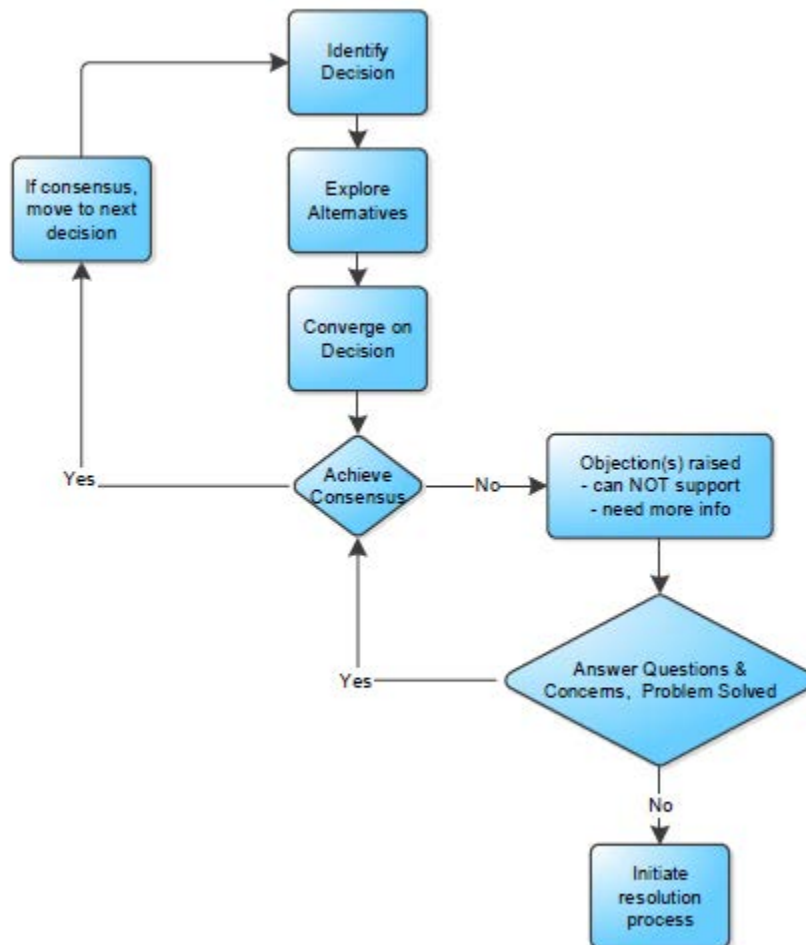 Identify
Decision
If consensus,
move to next
decision
Explore
Alternatives
Converge on
Decision
Yes
Achieve
Consensus
No
Objection(s) raised
- can NOT support
- need more info
Yes
Answer Questions &
Concerns, Problem Solved
No
Initiate
resolution
process